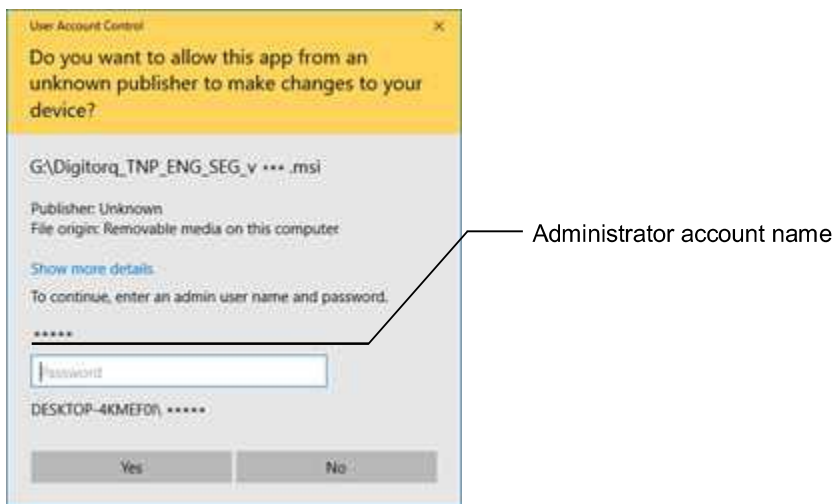 User Account Control ×
Do you want to allow this app from an
unknown publisher to make changes to your
device?
G:\Digitorq_TNP_ENG_SEG_v ••• .msi
Publisher: Unknown
File origin: Removable media on this computer
Administrator account name
Show more details
To continue, enter an admin user name and password.
•••••
Password
DESKTOP-4KMEF0I\ •••••
Yes No